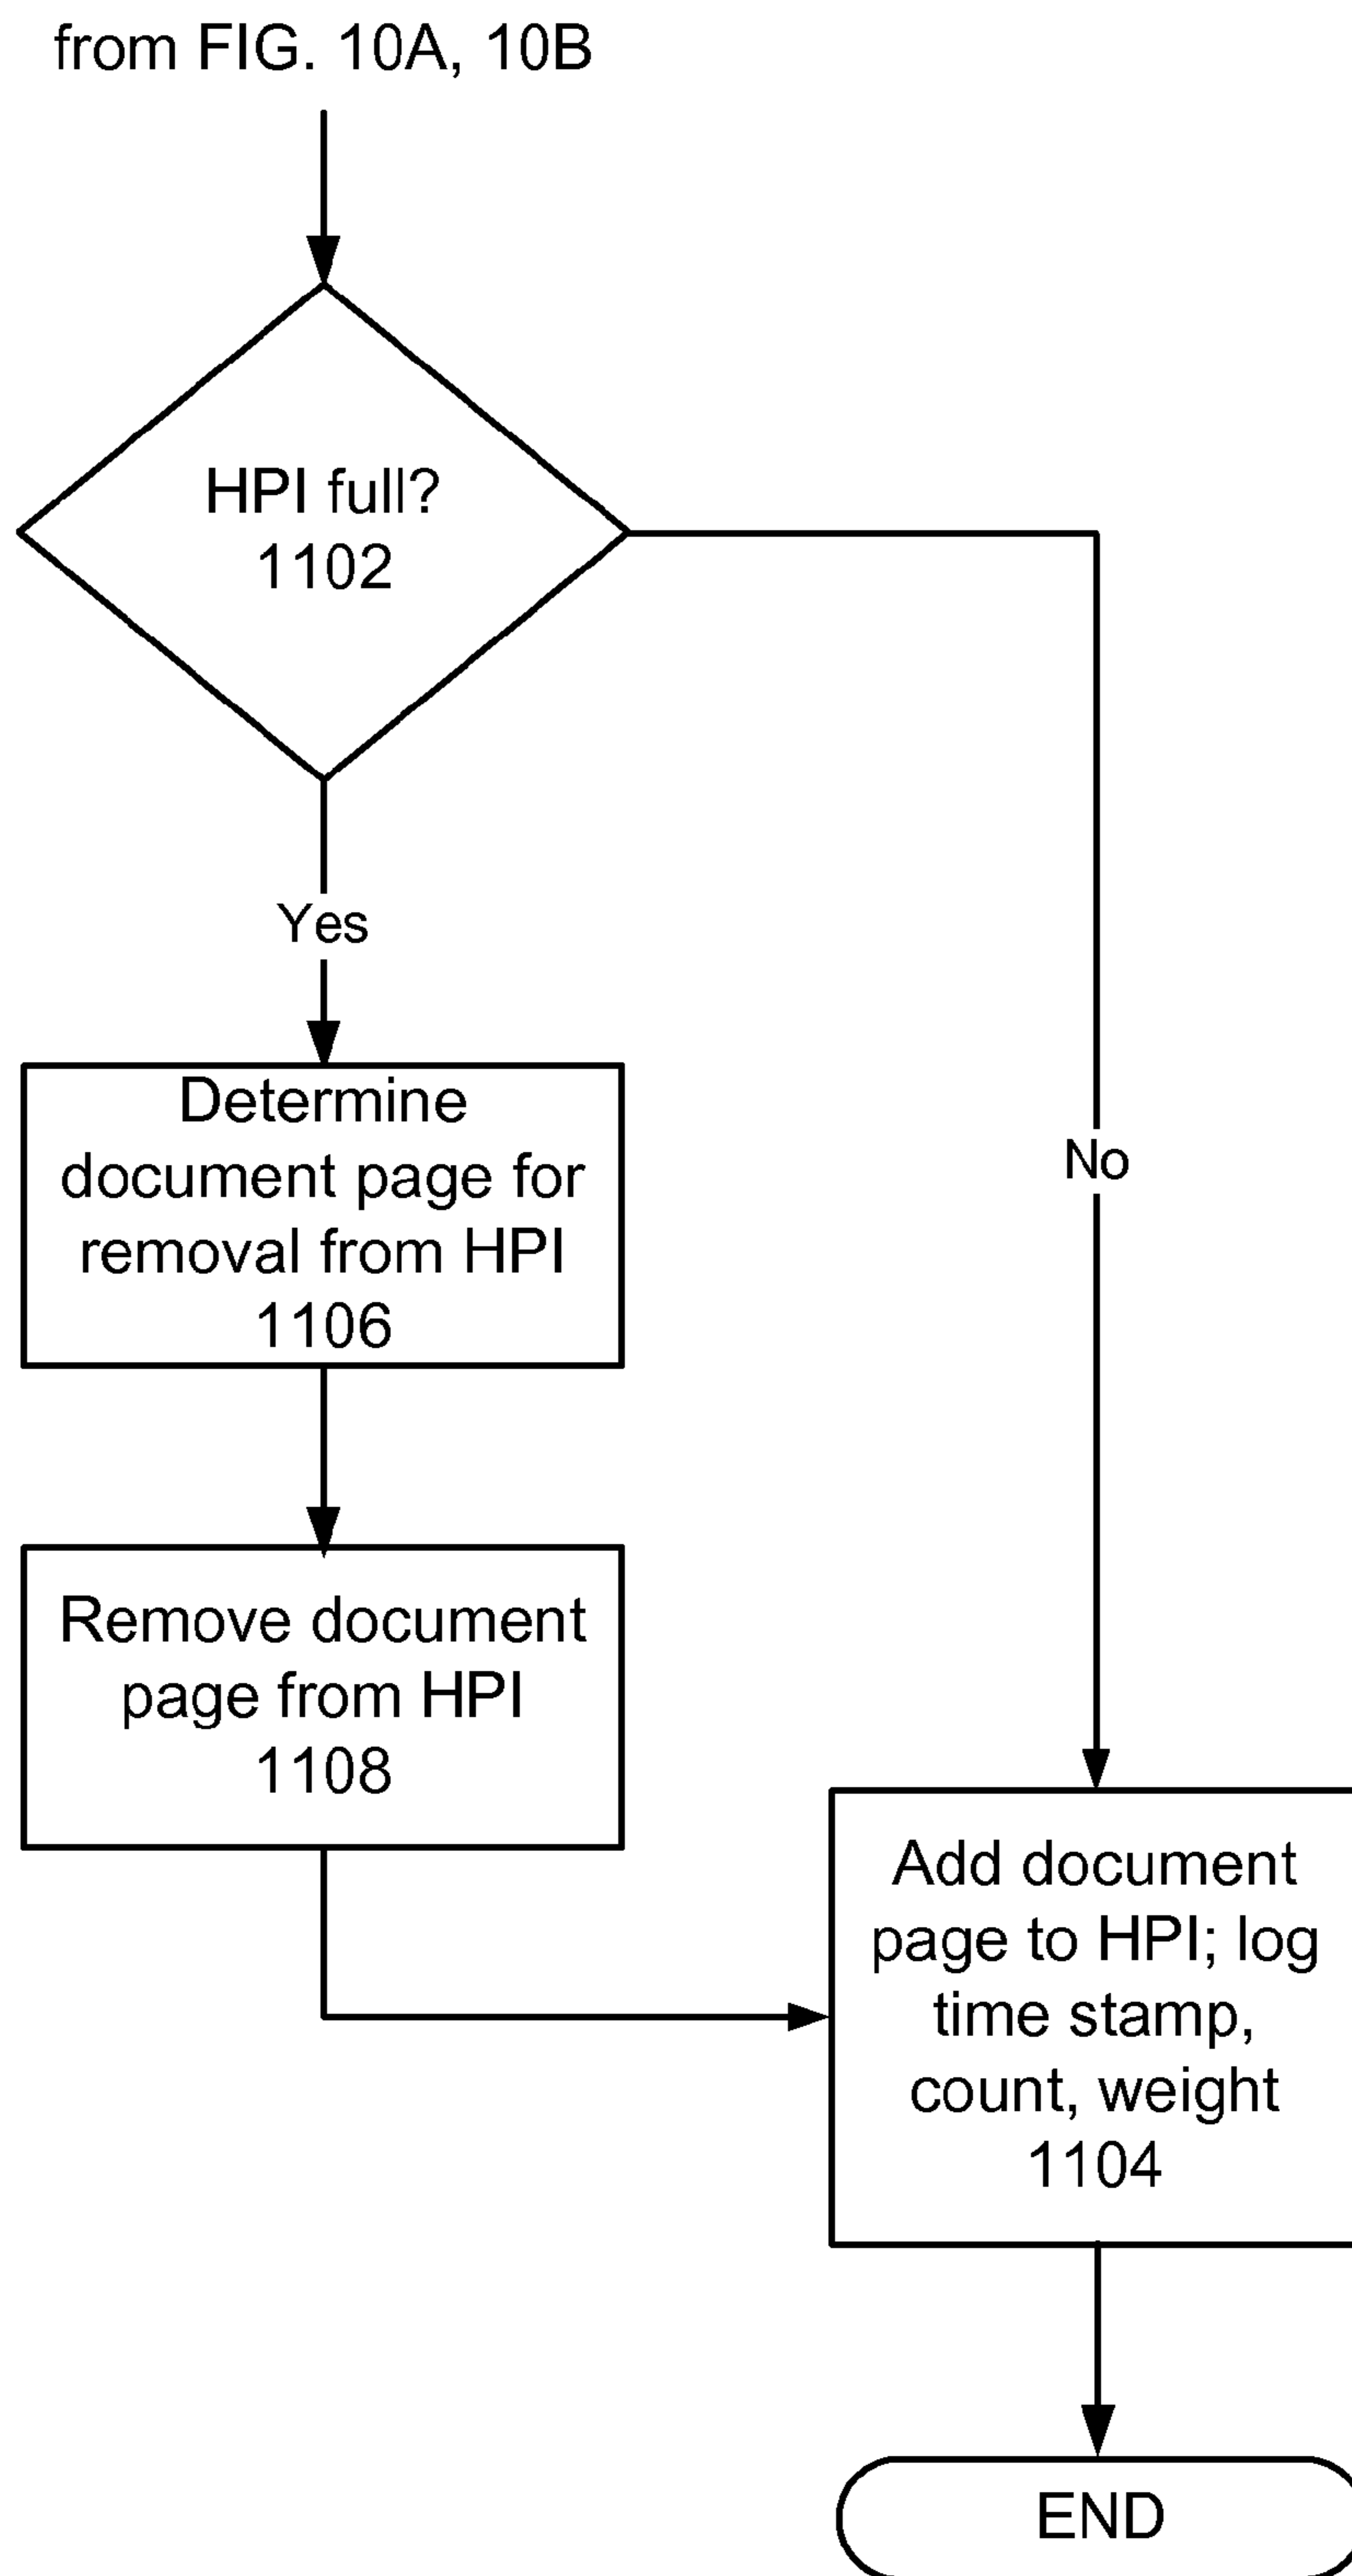 from FIG. 10A, 10B
HPI full?
1102
Yes
No
Determine
document page for
removal from HPI
1106
Remove document
page from HPI
1108
Add document
page to HPI; log
time stamp,
count, weight
1104
END